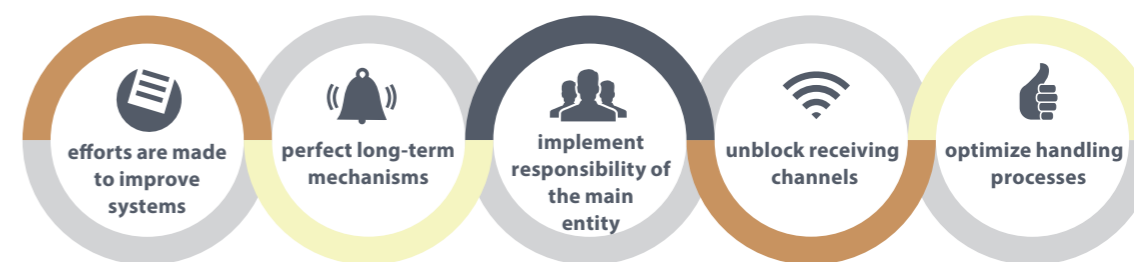 efforts are made
to improve
systems
perfect long-term
mechanisms
implement
responsibility of
the main
entity
unblock receiving
channels
optimize handling
processes